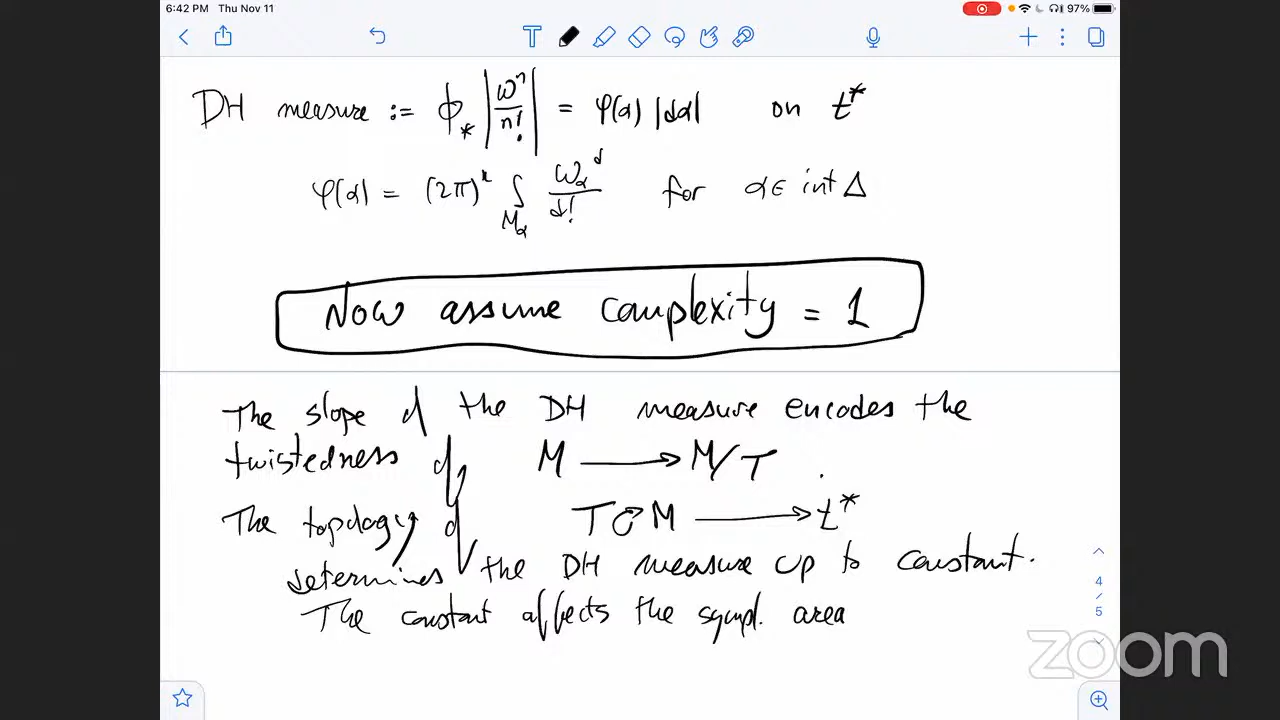 6:42 PM Thu Nov 11
97%
DH measure := ϕ_* |ω^n/n!| = φ(α) |dα| on t*
φ(α) = (2π)^k ∫_{M_α} ω_α^d/d! for α ∈ int Δ
Now assume complexity = 1
The slope of the DH measure encodes the
twistedness of M → M/T .
The topology of T ↻ M → t*
determines the DH measure up to constant.
The constant affects the sympl. area
4
/
5
zoom